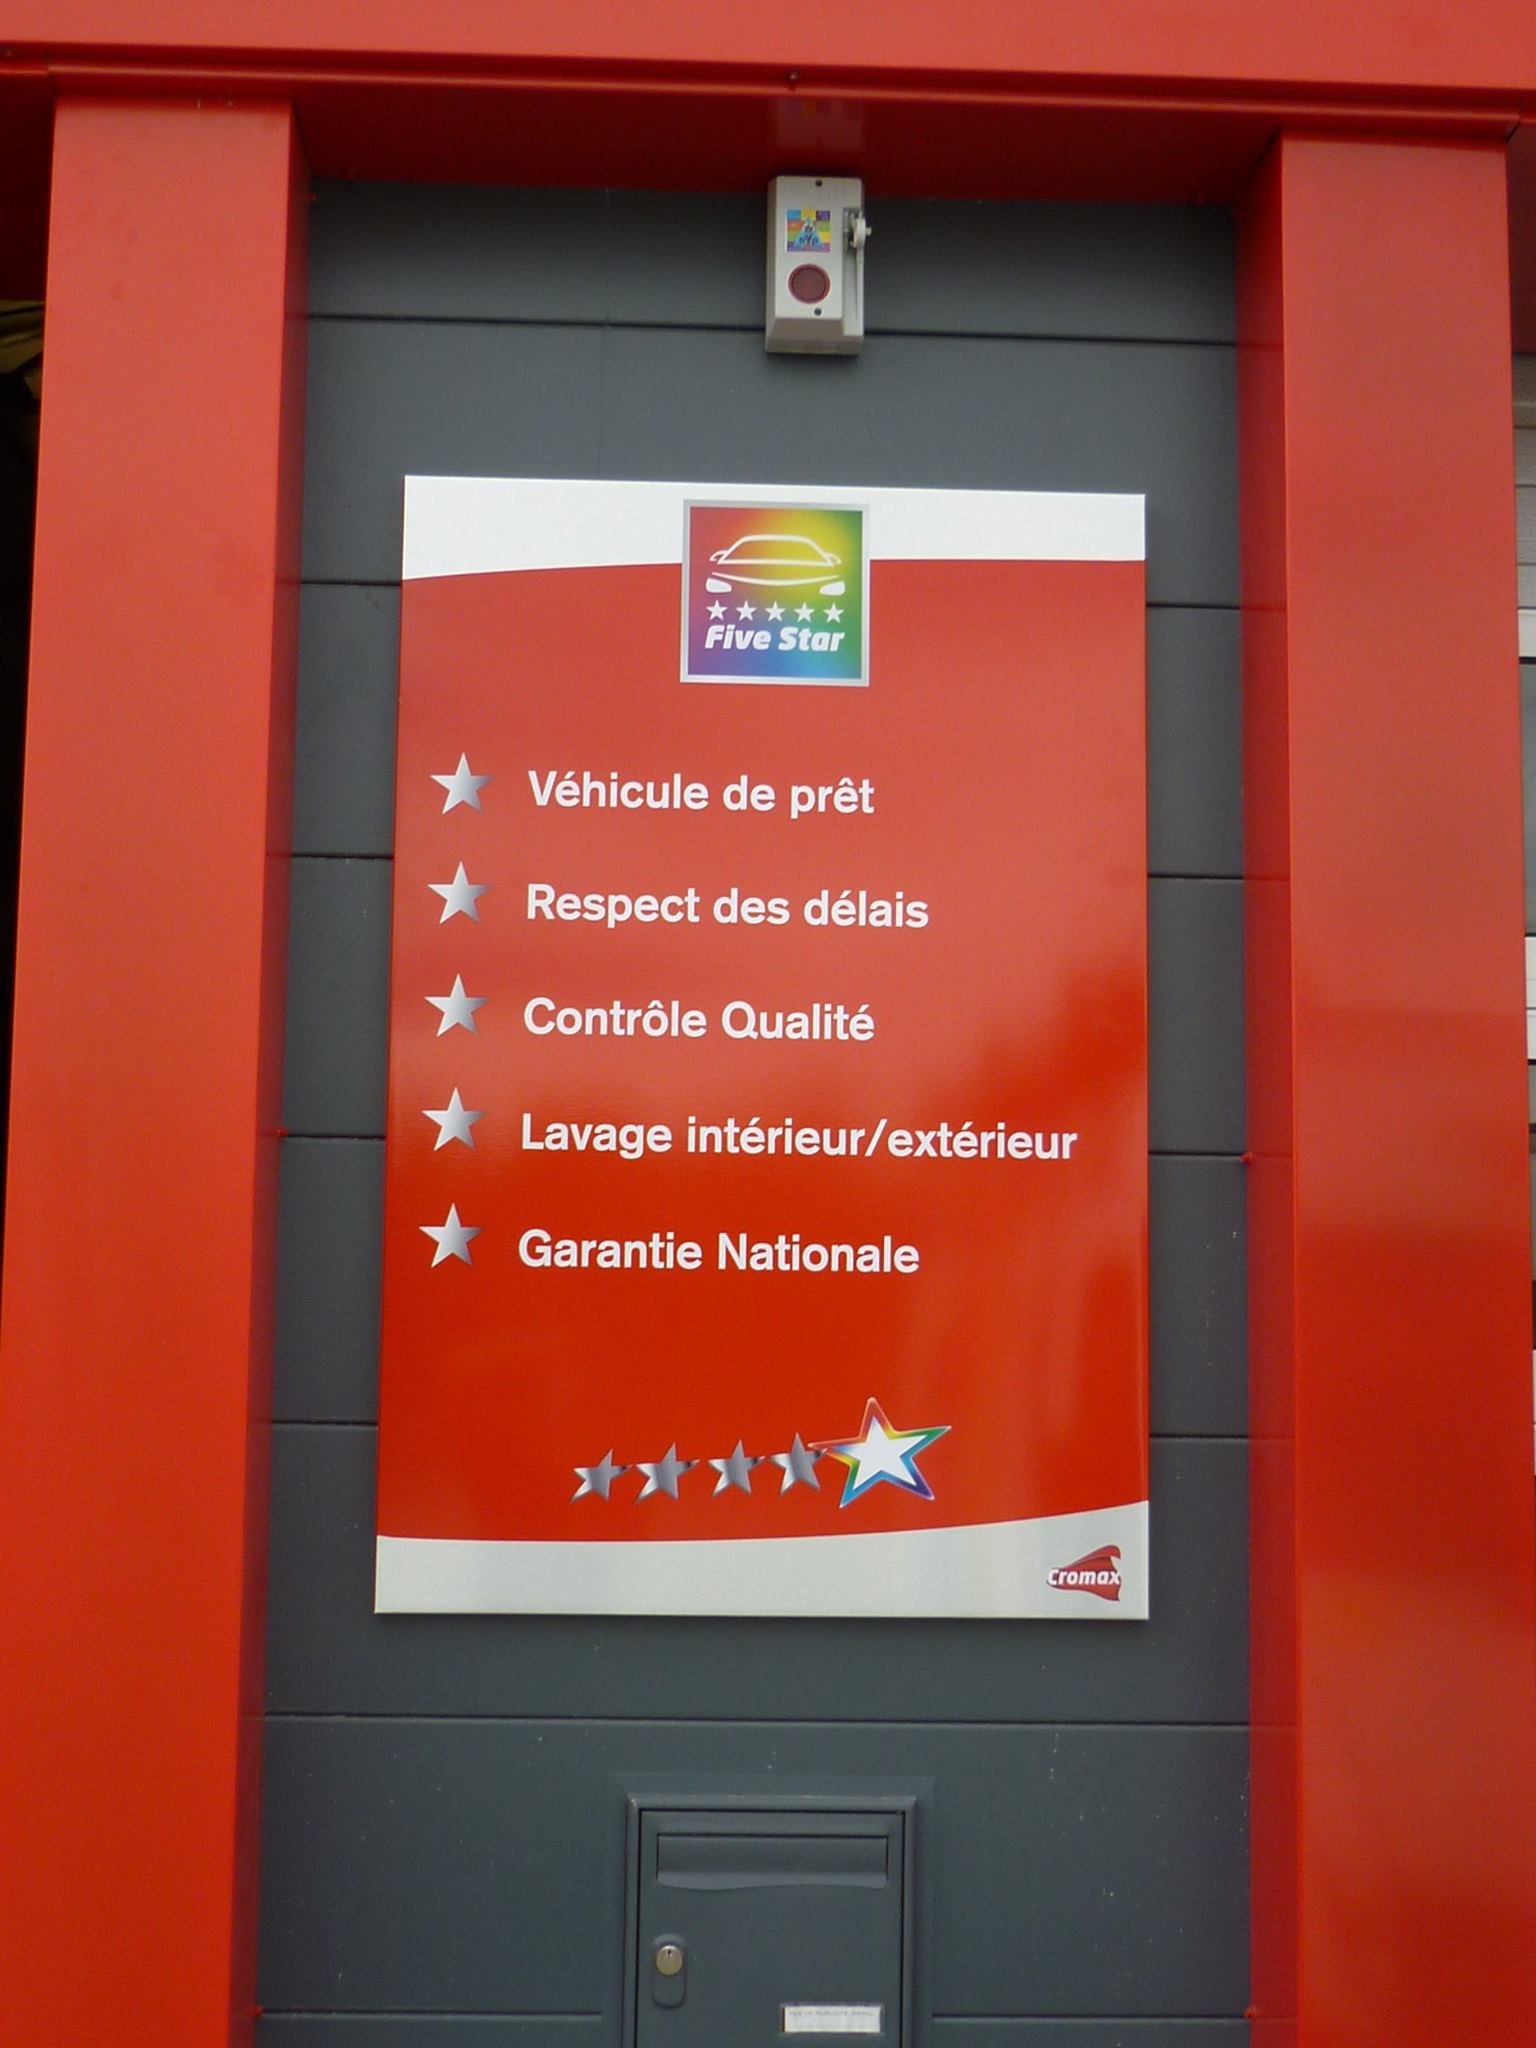 Five Star
Véhicule de prêt
Respect des délais
Contrôle Qualité
Lavage intérieur/extérieur
Garantie Nationale
Cromax